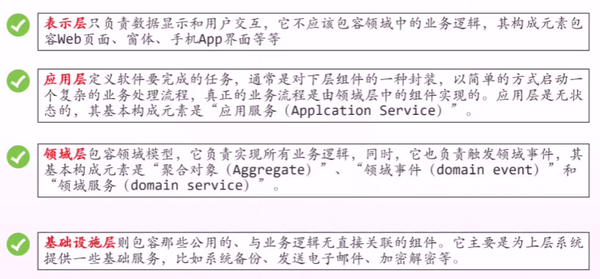 表示层只负责数据显示和用户交互，它不应该包容领域中的业务逻辑，其构成元素包
容Web页面、窗体、手机App界面等等
应用层定义软件要完成的任务，通常是对下层组件的一种封装，以简单的方式启动一
个复杂的业务处理流程，真正的业务流程是由领域层中的组件实现的。应用层是无状
态的，其基本构成元素是“应用服务（Applcation Service）”。
领域层包容领域模型，它负责实现所有业务逻辑，同时，它也负责触发领域事件，其
基本构成元素是“聚合对象（Aggregate）”、“领域事件（domain event）”和
“领域服务（domain service）”。
基础设施层则包容那些公用的、与业务逻辑无直接关联的组件。它主要是为上层系统
提供一些基础服务，比如系统备份、发送电子邮件、加密解密等。